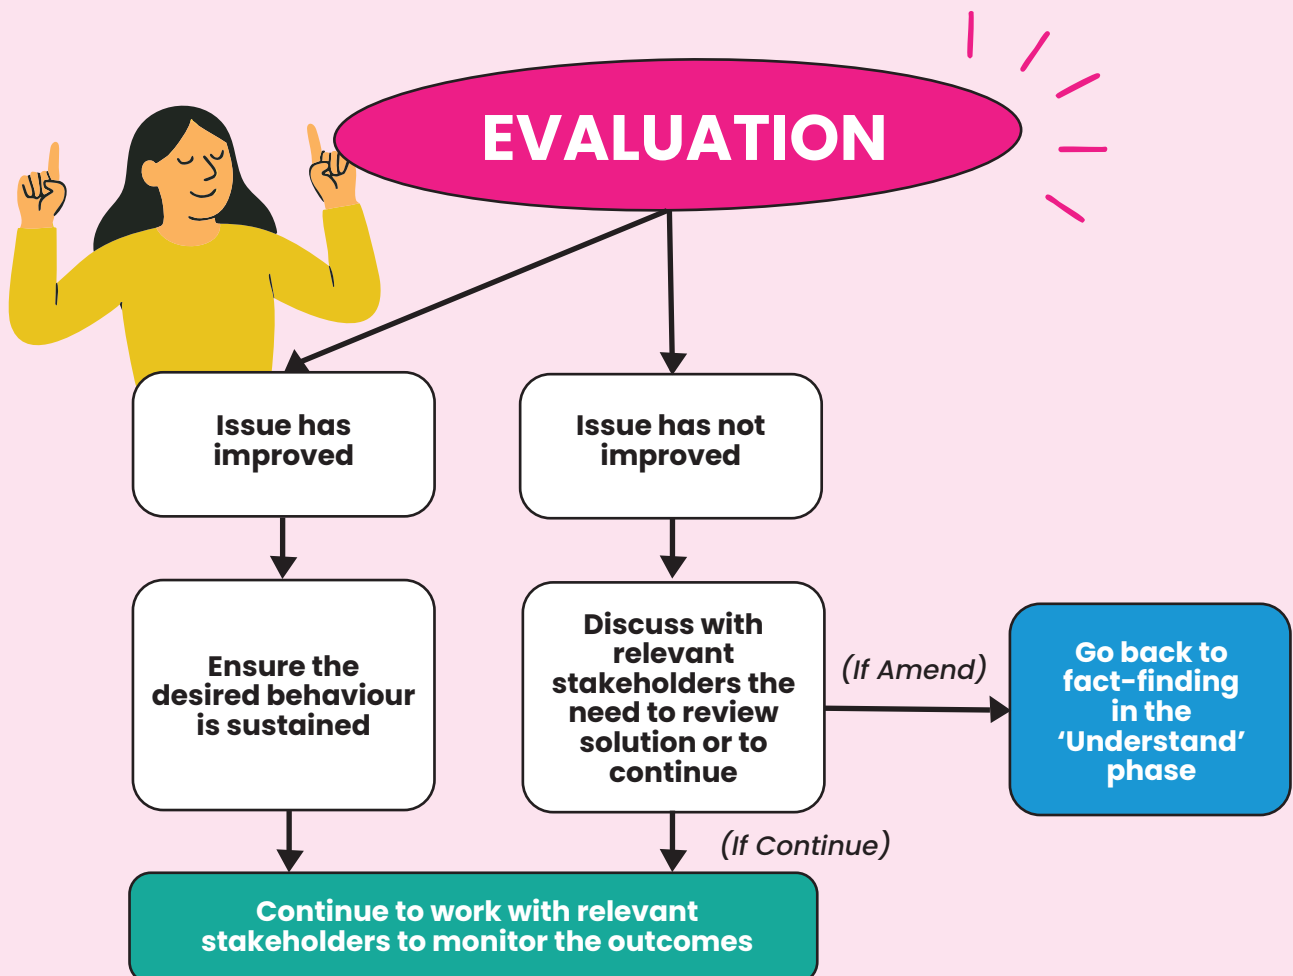 EVALUATION
Issue has
improved
Issue has not
improved
Ensure the
desired behaviour
is sustained
Discuss with
relevant
stakeholders the
need to review
solution or to
continue
(If Amend)
Go back to
fact-finding
in the
‘Understand’
phase
(If Continue)
Continue to work with relevant
stakeholders to monitor the outcomes